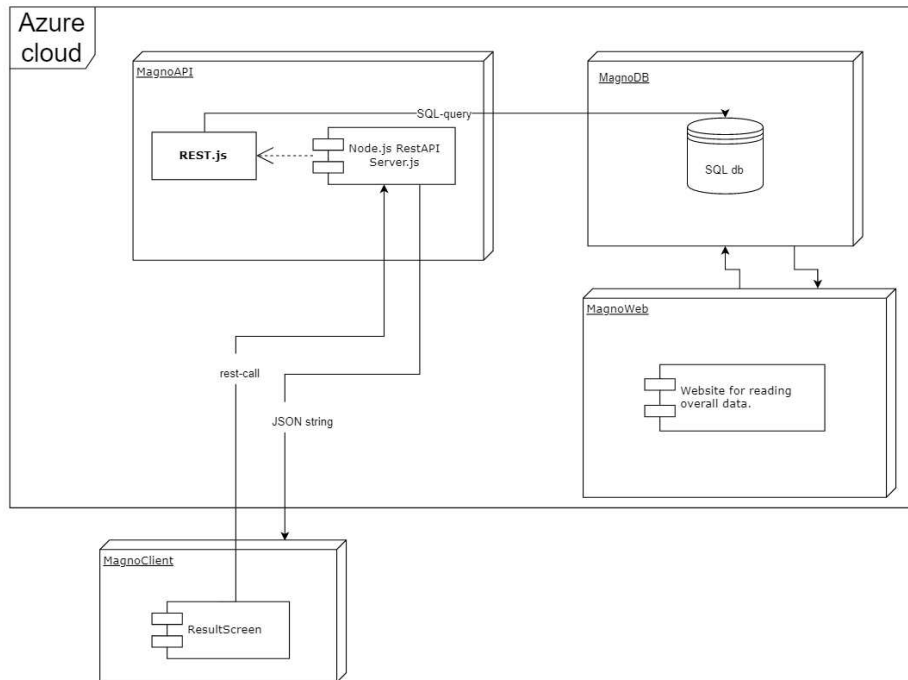 Azure
cloud
MagnoAPI
MagnoDB
SQL-query
REST.js
Node.js RestAPI
Server.js
SQL db
MagnoWeb
rest-call
Website for reading
overall data.
JSON string
MagnoClient
ResultScreen